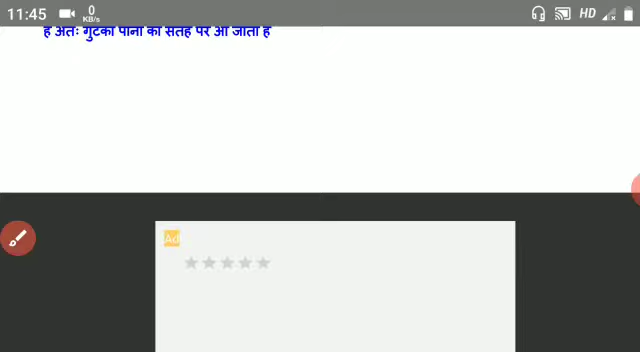 11:45
0
KB/s
HD
है अतः गुटका पानी की सतह पर आ जाता है
Ad